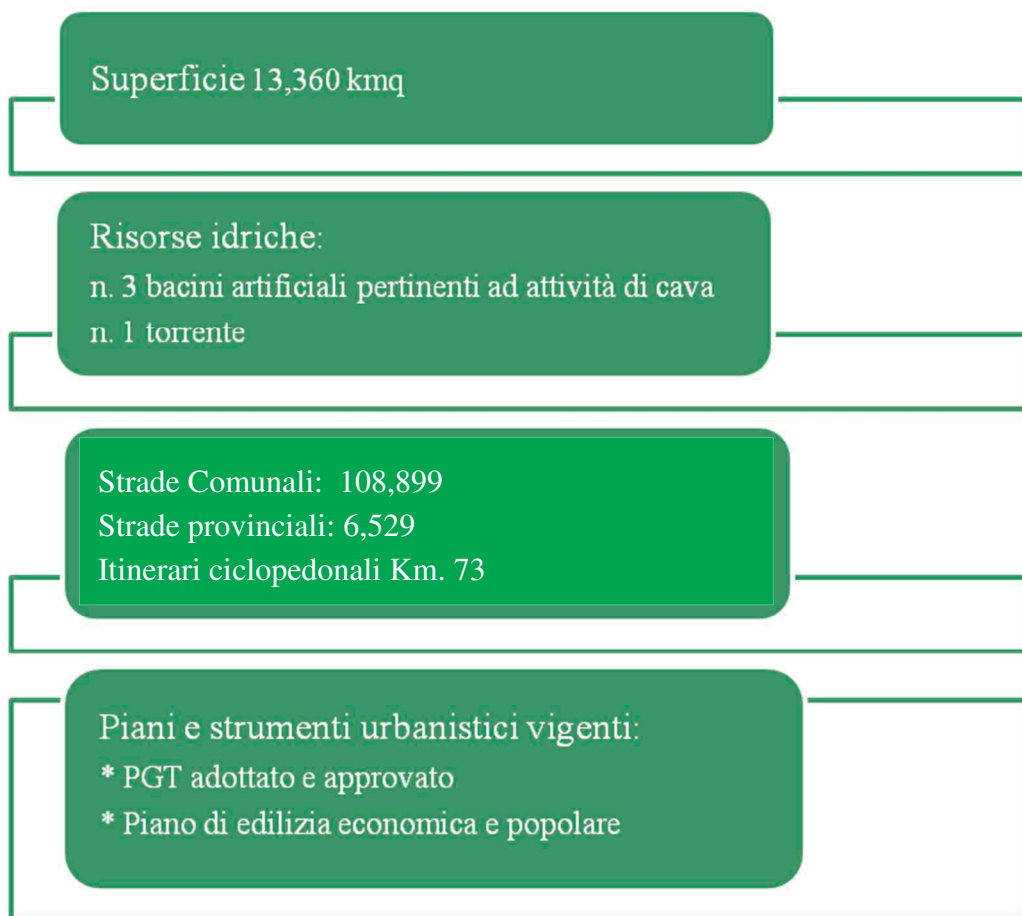 Superficie 13,360 kmq
Risorse idriche:
n. 3 bacini artificiali pertinenti ad attività di cava
n. 1 torrente
Strade Comunali: 108,899
Strade provinciali: 6,529
Itinerari ciclopedonali Km. 73
Piani e strumenti urbanistici vigenti:
* PGT adottato e approvato
* Piano di edilizia economica e popolare